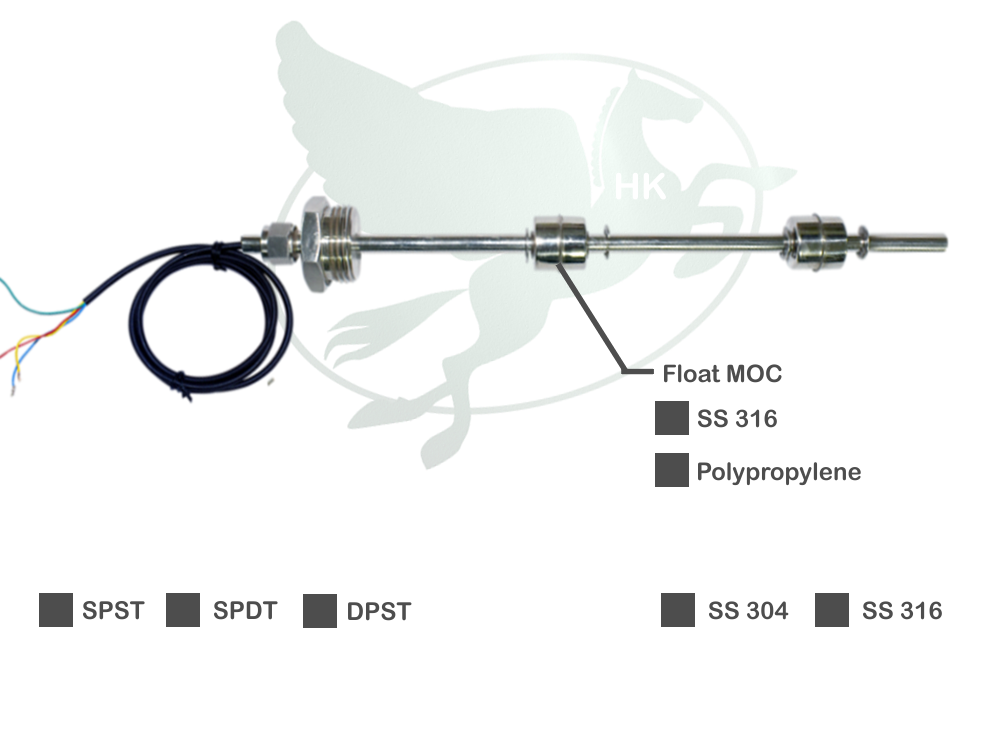 HK
Float MOC
SS 316
Polypropylene
SPST SPDT DPST SS 304 SS 316